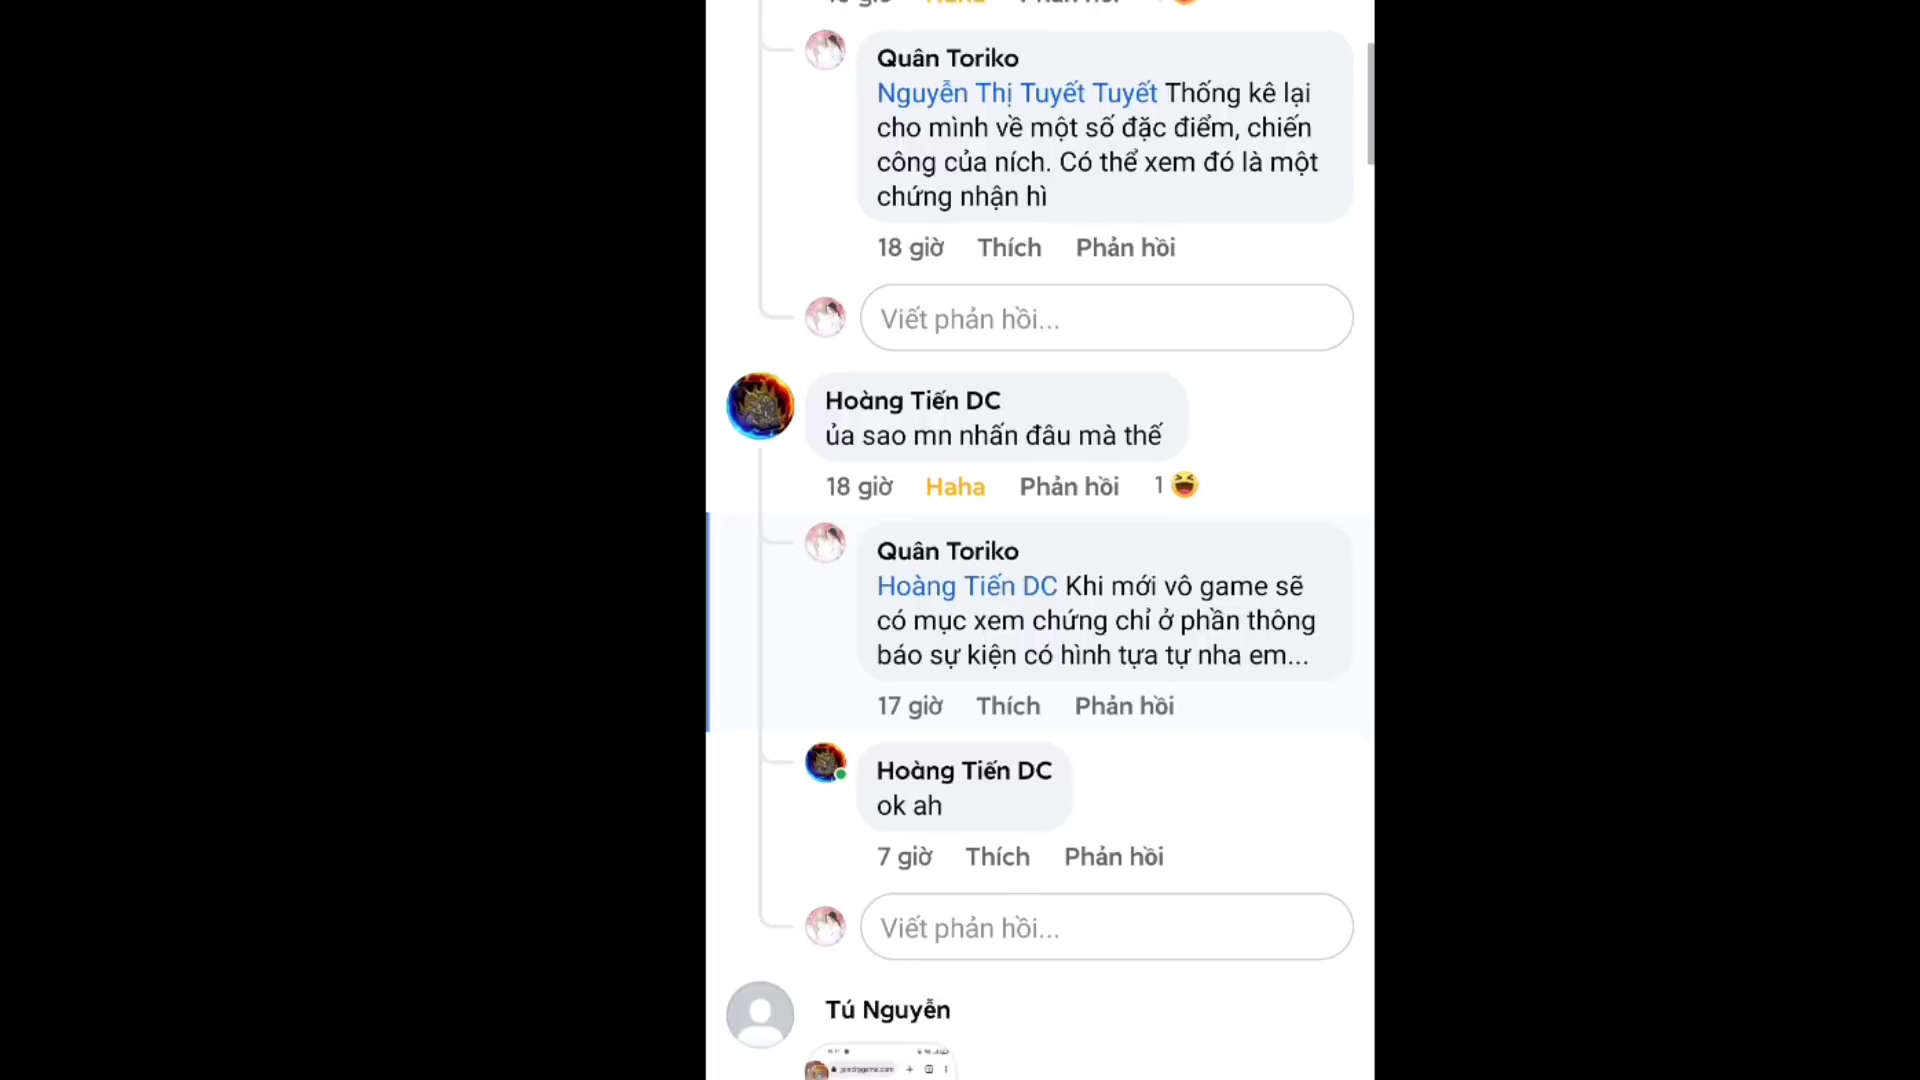 Quân Toriko
Nguyễn Thị Tuyết Tuyết Thống kê lại
cho mình về một số đặc điểm, chiến
công của ních. Có thể xem đó là một
chứng nhận hì
18 giờ Thích Phản hồi
Viết phản hồi...
Hoàng Tiến DC
ủa sao mn nhấn đâu mà thế
18 giờ Haha Phản hồi 1
Quân Toriko
Hoàng Tiến DC Khi mới vô game sẽ
có mục xem chứng chỉ ở phần thông
báo sự kiện có hình tựa tự nha em...
17 giờ Thích Phản hồi
Hoàng Tiến DC
ok ah
7 giờ Thích Phản hồi
Viết phản hồi...
Tú Nguyễn